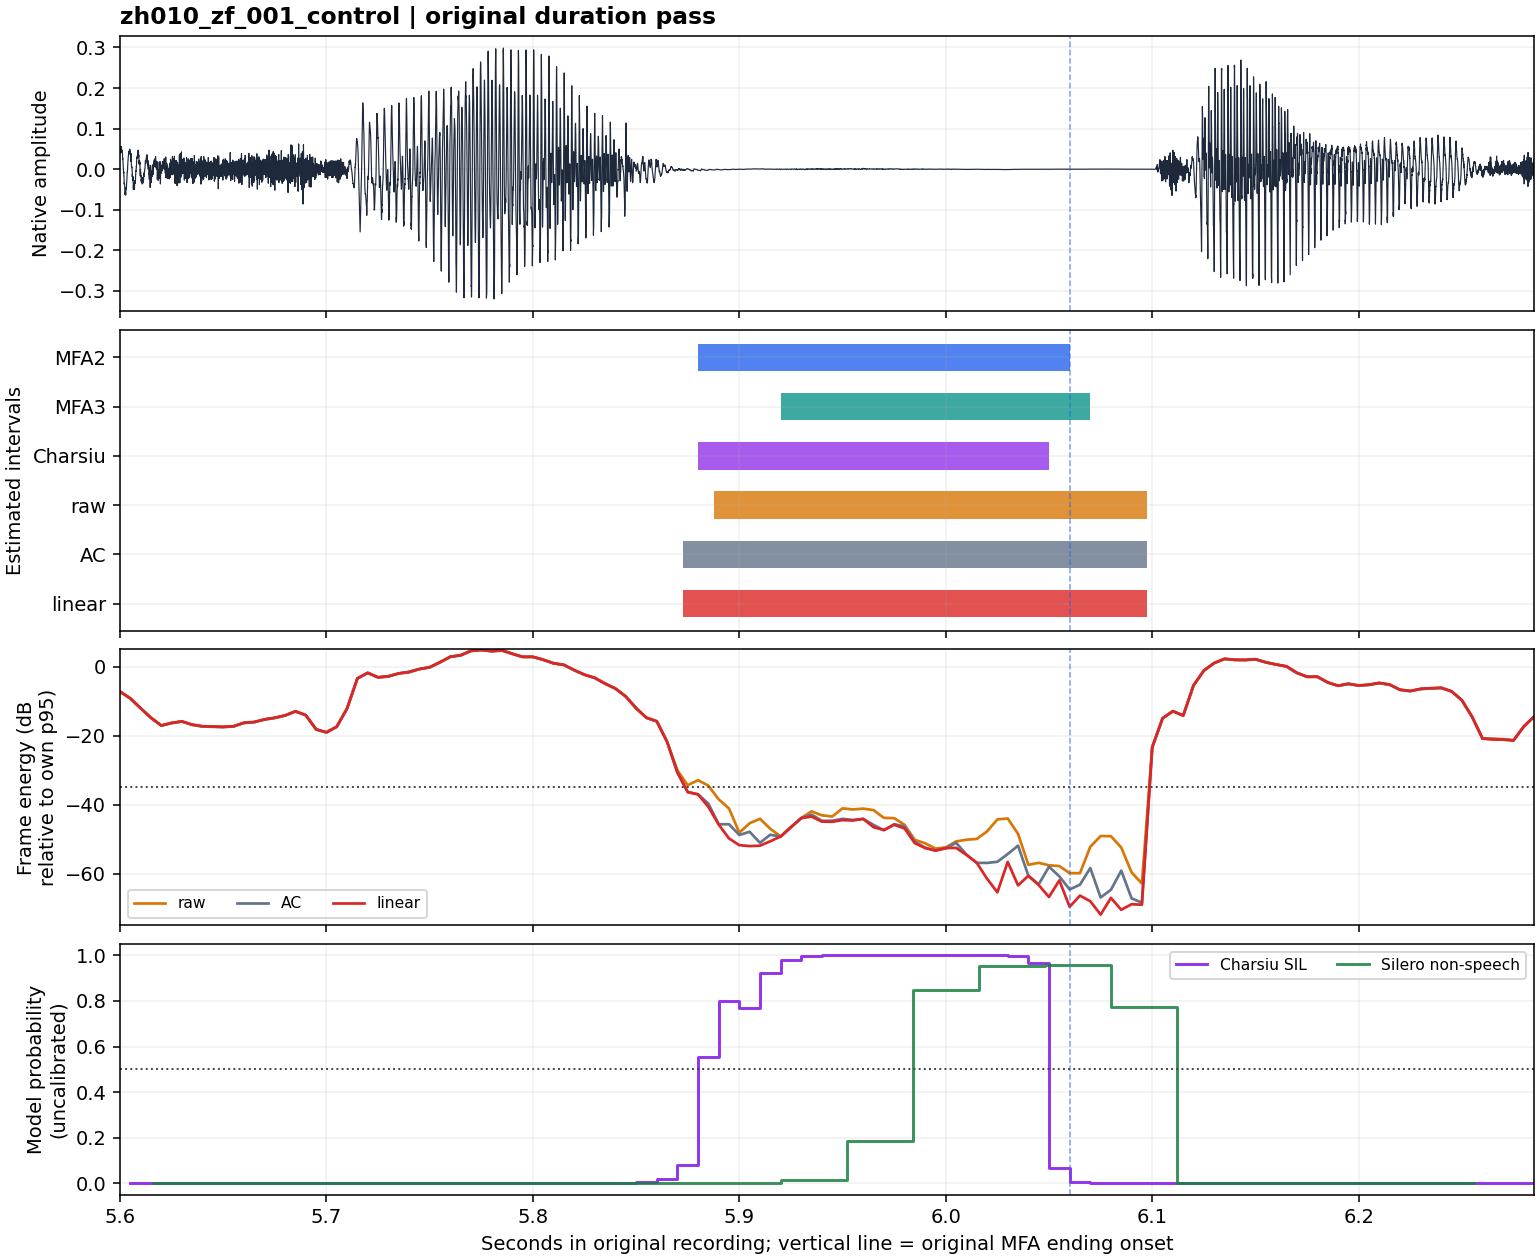 zh010_zf_001_control | original duration pass
Native amplitude
0.3
0.2
0.1
0.0
−0.1
−0.2
−0.3
Estimated intervals
MFA2
MFA3
Charsiu
raw
AC
linear
Frame energy (dB
relative to own p95)
0
−20
−40
−60
raw AC linear
Model probability
(uncalibrated)
1.0
0.8
0.6
0.4
0.2
0.0
Charsiu SIL Silero non-speech
5.6 5.7 5.8 5.9 6.0 6.1 6.2
Seconds in original recording; vertical line = original MFA ending onset